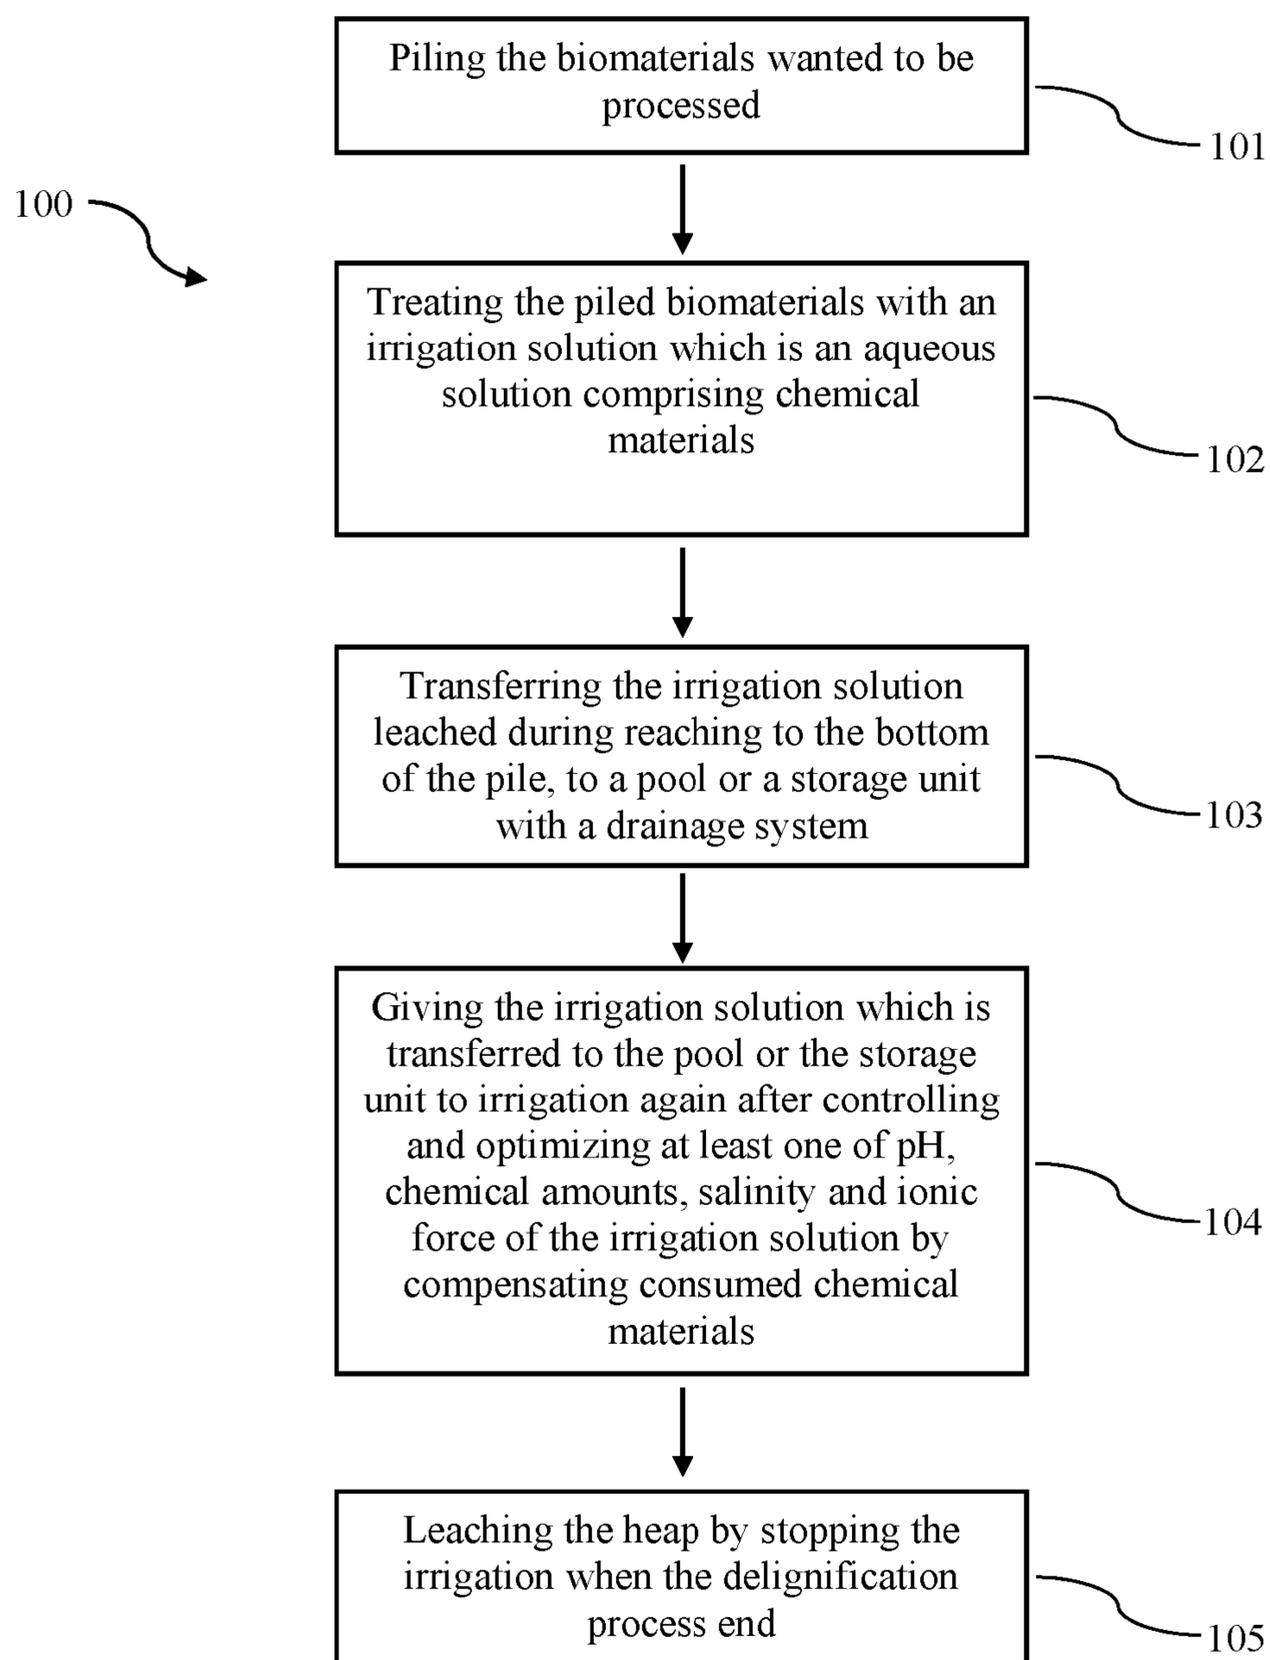 Piling the biomaterials wanted to be
processed
101
100
Treating the piled biomaterials with an
irrigation solution which is an aqueous
solution comprising chemical
materials
102
Transferring the irrigation solution
leached during reaching to the bottom
of the pile, to a pool or a storage unit
with a drainage system
103
Giving the irrigation solution which is
transferred to the pool or the storage
unit to irrigation again after controlling
and optimizing at least one of pH,
chemical amounts, salinity and ionic
force of the irrigation solution by
compensating consumed chemical
materials
104
Leaching the heap by stopping the
irrigation when the delignification
process end
105